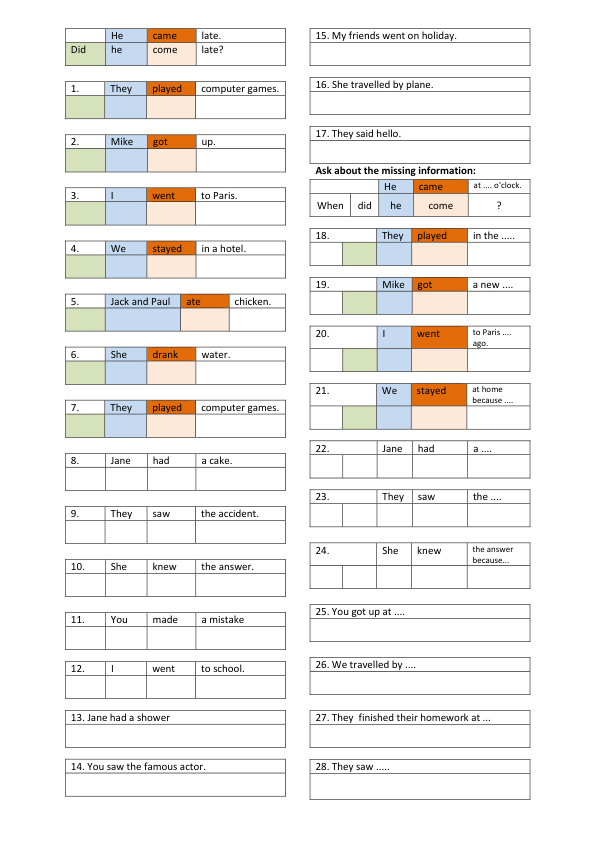 He came late.
Did he come late?
1. They played computer games.
2. Mike got up.
3. I went to Paris.
4. We stayed in a hotel.
5. Jack and Paul ate chicken.
6. She drank water.
7. They played computer games.
8. Jane had a cake.
9. They saw the accident.
10. She knew the answer.
11. You made a mistake
12. I went to school.
13. Jane had a shower
14. You saw the famous actor.
15. My friends went on holiday.
16. She travelled by plane.
17. They said hello.
Ask about the missing information:
He came at .... o'clock.
When did he come ?
18. They played in the .....
19. Mike got a new ....
20. I went to Paris ....
ago.
21. We stayed at home
because ....
22. Jane had a ....
23. They saw the ....
24. She knew the answer
because...
25. You got up at ....
26. We travelled by ....
27. They  finished their homework at ...
28. They saw .....